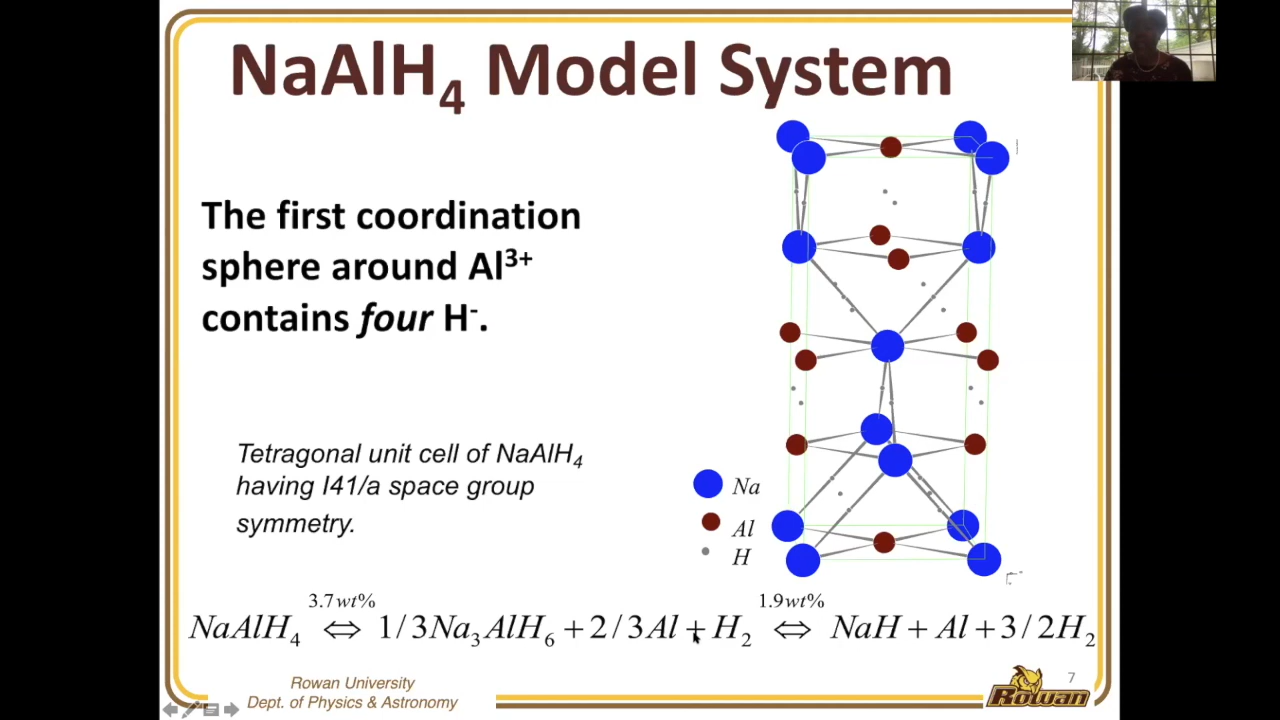 NaAlH₄ Model System
The first coordination
sphere around Al³⁺
contains four H⁻.
Tetragonal unit cell of NaAlH₄
having I41/a space group
symmetry.
Na
Al
H
3.7wt% 1.9wt%
NaAlH₄ ⇔ 1/3Na₃AlH₆ + 2/3Al + H₂ ⇔ NaH + Al + 3/2H₂
Rowan University
Dept. of Physics & Astronomy
7
Rowan